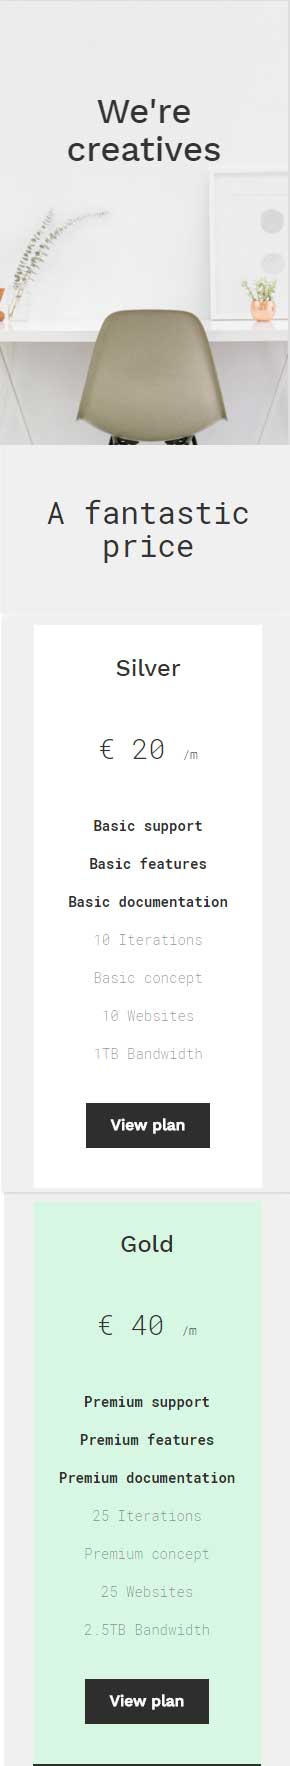 We're
creatives
A fantastic
price
Silver
€ 20 /m
Basic support
Basic features
Basic documentation
10 Iterations
Basic concept
10 Websites
1TB Bandwidth
View plan
Gold
€ 40 /m
Premium support
Premium features
Premium documentation
25 Iterations
Premium concept
25 Websites
2.5TB Bandwidth
View plan